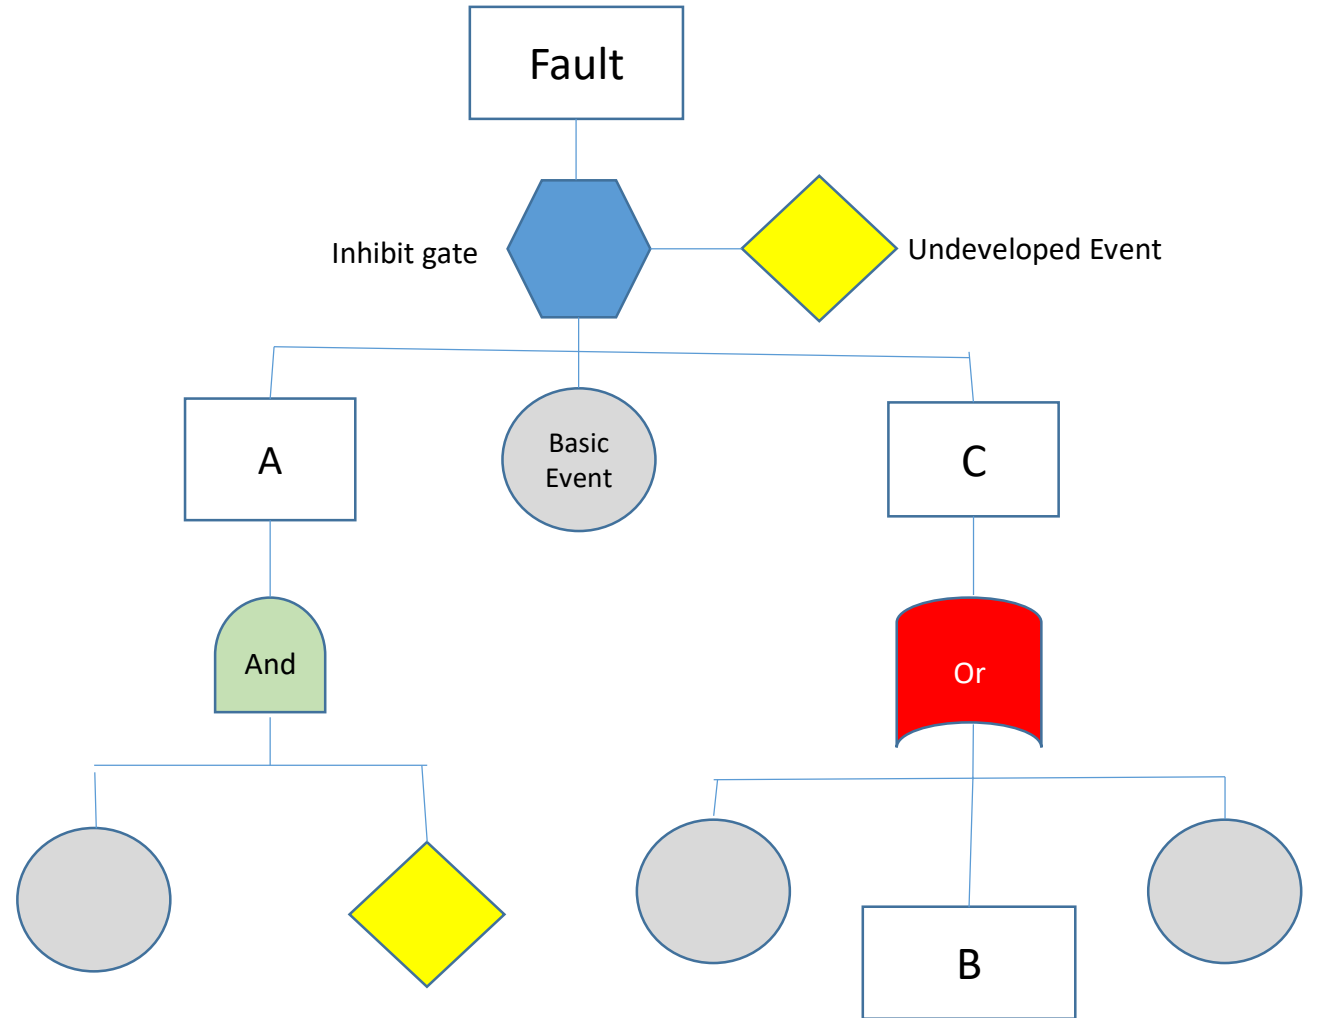 Fault
Inhibit gate
Undeveloped Event
A
Basic
Event
C
And
Or
B